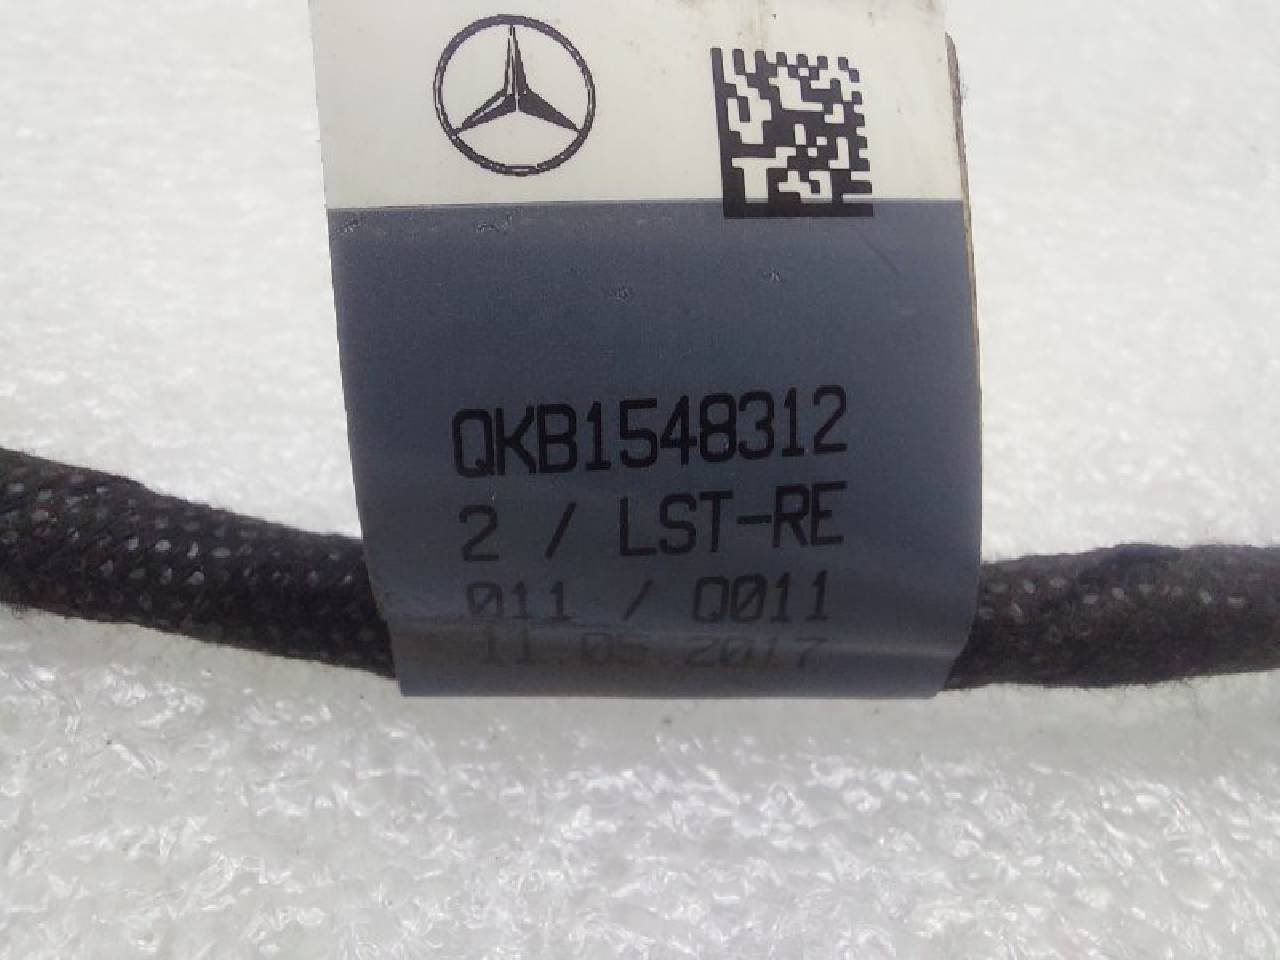 QKB1548312
2 / LST-RE
011 / Q011
11.05.2017